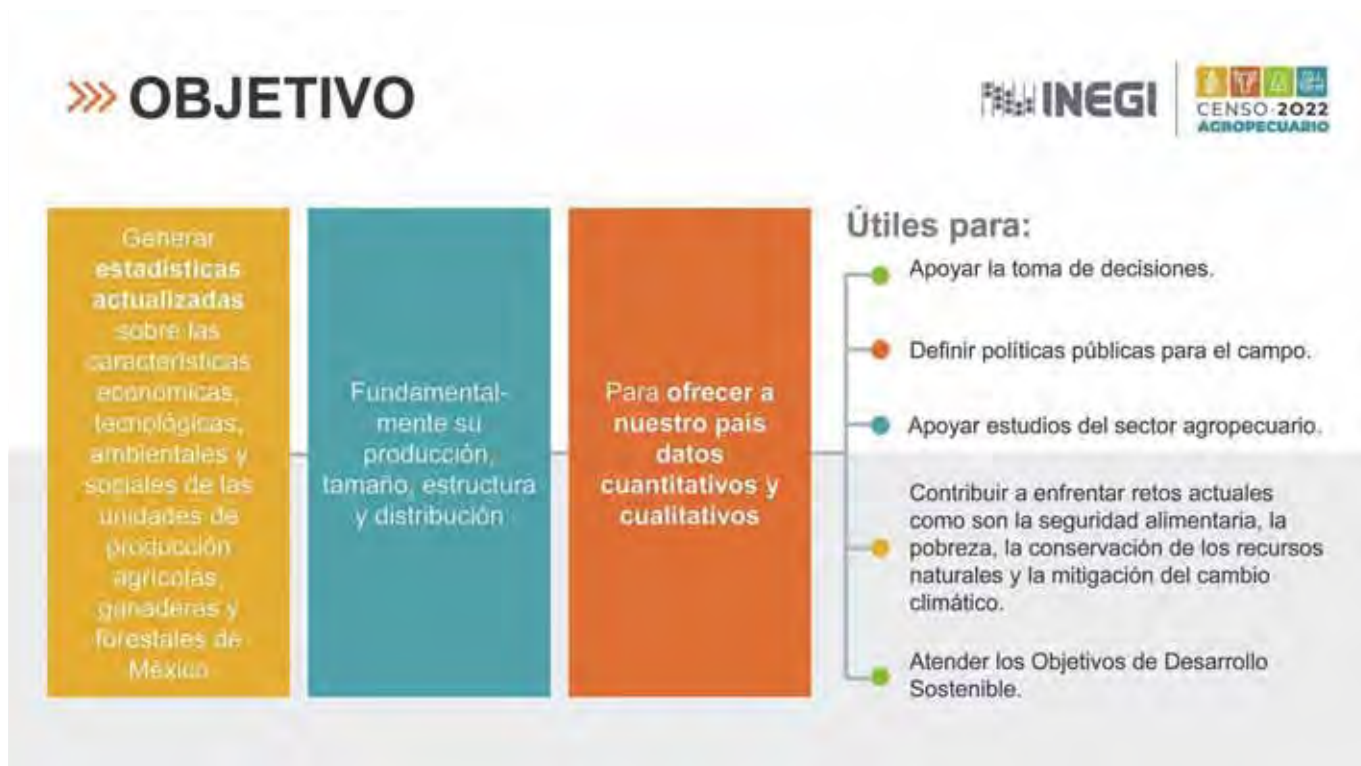 OBJETIVO
INEGI
CENSO 2022
AGROPECUARIO
Generar
estadísticas
actualizadas
sobre las
características
económicas,
tecnológicas,
ambientales y
sociales de las
unidades de
producción
agrícolas,
ganaderas y
forestales de
México
Fundamental-
mente su
producción,
tamaño, estructura
y distribución
Para ofrecer a
nuestro país
datos
cuantitativos y
cualitativos
Útiles para:
Apoyar la toma de decisiones.
Definir políticas públicas para el campo.
Apoyar estudios del sector agropecuario.
Contribuir a enfrentar retos actuales
como son la seguridad alimentaria, la
pobreza, la conservación de los recursos
naturales y la mitigación del cambio
climático.
Atender los Objetivos de Desarrollo
Sostenible.